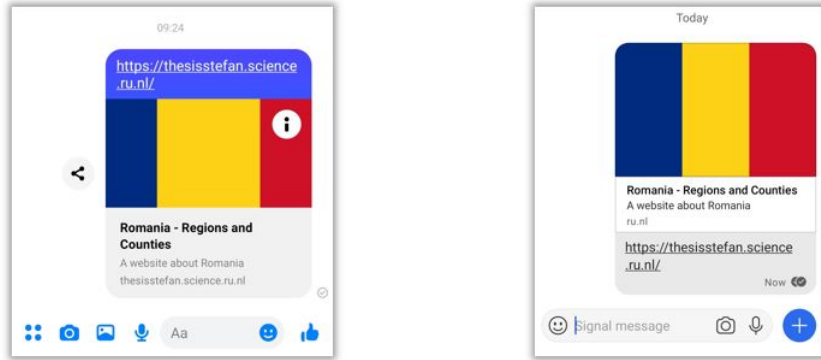 09:24
https://thesisstefan.science
.ru.nl/
i
Romania - Regions and
Counties
A website about Romania
thesisstefan.science.ru.nl
Aa
Today
Romania - Regions and Counties
A website about Romania
ru.nl
https://thesisstefan.science
.ru.nl/
Now
Signal message